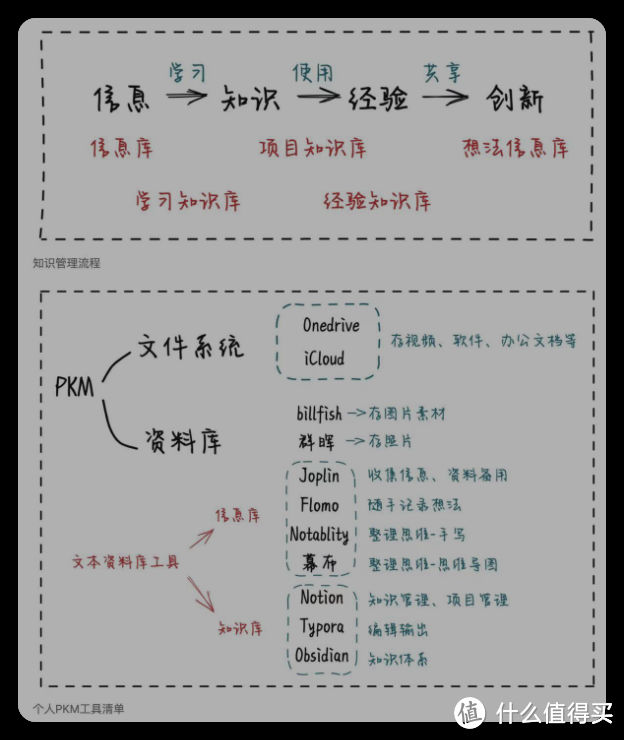 学习 使用 共享
信息 知识 经验 创新
信息库 项目知识库 想法信息库
学习知识库 经验知识库
知识管理流程
Onedrive
文件系统 存视频、软件、办公文档等
iCloud
PKM
billfish 存图片素材
资料库 群晖 存照片
Joplin 收集信息、资料备用
Flomo 随手记录想法
信息库
Notablity 整理思维-手写
文本资料库工具 幕布 整理思维-思维导图
Notion 知识管理、项目管理
知识库 Typora 编辑输出
Obsidian 知识体系
个人PKM工具清单
值 什么值得买